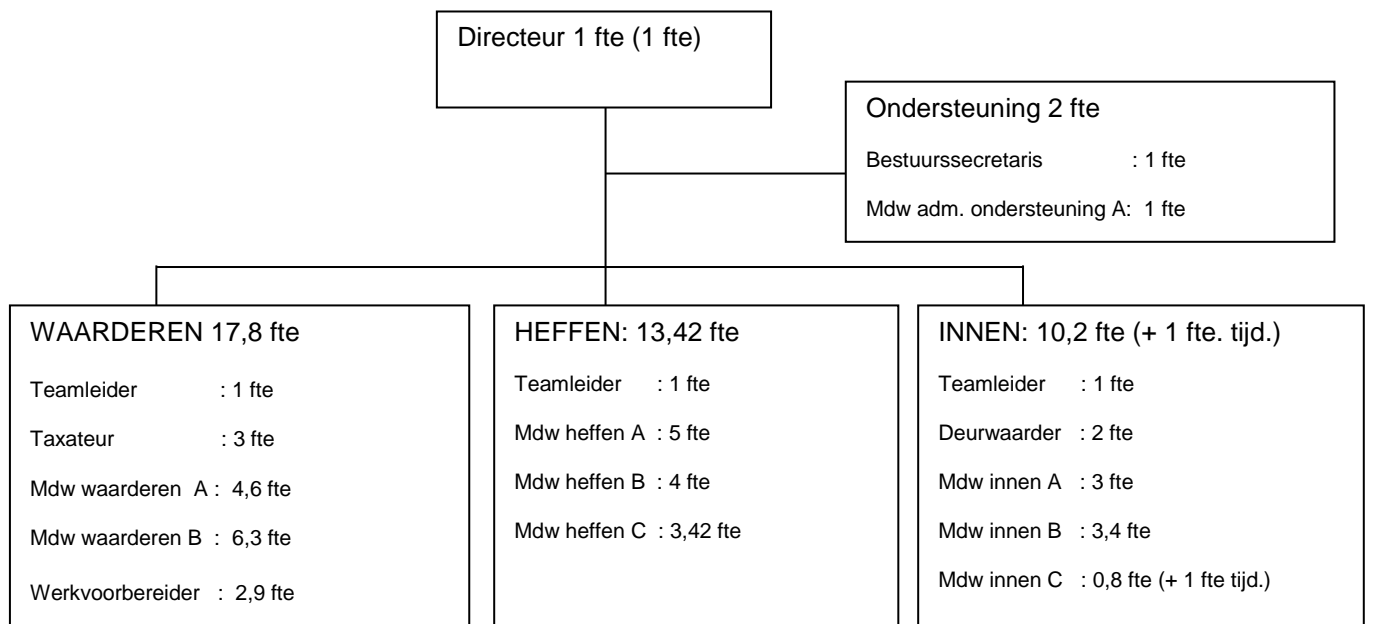 Directeur 1 fte (1 fte)
Ondersteuning 2 fte
Bestuurssecretaris : 1 fte
Mdw adm. ondersteuning A: 1 fte
WAARDEREN 17,8 fte
Teamleider : 1 fte
Taxateur : 3 fte
Mdw waarderen A : 4,6 fte
Mdw waarderen B : 6,3 fte
Werkvoorbereider : 2,9 fte
HEFFEN: 13,42 fte
Teamleider : 1 fte
Mdw heffen A : 5 fte
Mdw heffen B : 4 fte
Mdw heffen C : 3,42 fte
INNEN: 10,2 fte (+ 1 fte. tijd.)
Teamleider : 1 fte
Deurwaarder : 2 fte
Mdw innen A : 3 fte
Mdw innen B : 3,4 fte
Mdw innen C : 0,8 fte (+ 1 fte tijd.)